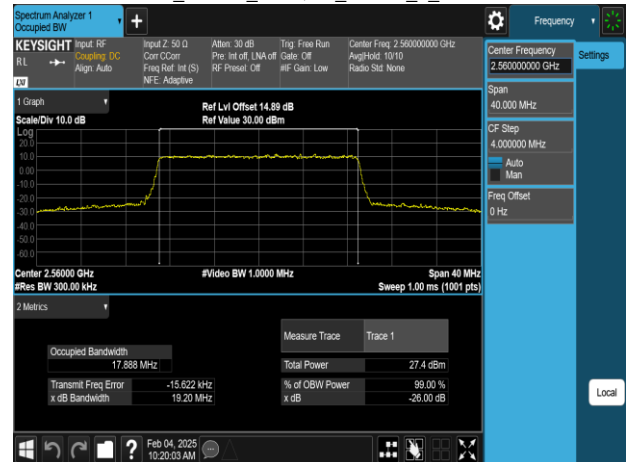 Spectrum Analyzer 1
Occupied BW
Frequency
KEYSIGHT
RL
LXI
Input: RF
Coupling: DC
Align: Auto
Input Z: 50 Ω
Corr CCorr
Freq Ref: Int (S)
NFE: Adaptive
Atten: 30 dB
Pre: Int off, LNA off
RF Presel: Off
Trig: Free Run
Gate: Off
#IF Gain: Low
Center Freq: 2.560000000 GHz
Avg|Hold: 10/10
Radio Std: None
Center Frequency
2.560000000 GHz
Settings
Span
40.000 MHz
CF Step
4.000000 MHz
Auto
Man
Freq Offset
0 Hz
1 Graph
Scale/Div 10.0 dB
Ref Lvl Offset 14.89 dB
Ref Value 30.00 dBm
Log
20.0
10.0
0.00
-10.0
-20.0
-30.0
-40.0
-50.0
-60.0
Center 2.56000 GHz
#Video BW 1.0000 MHz
Span 40 MHz
#Res BW 300.00 kHz
Sweep 1.00 ms (1001 pts)
2 Metrics
Measure Trace Trace 1
Occupied Bandwidth
17.888 MHz
Total Power 27.4 dBm
Transmit Freq Error -15.622 kHz
% of OBW Power 99.00 %
x dB Bandwidth 19.20 MHz
x dB -26.00 dB
Local
Feb 04, 2025
10:20:03 AM